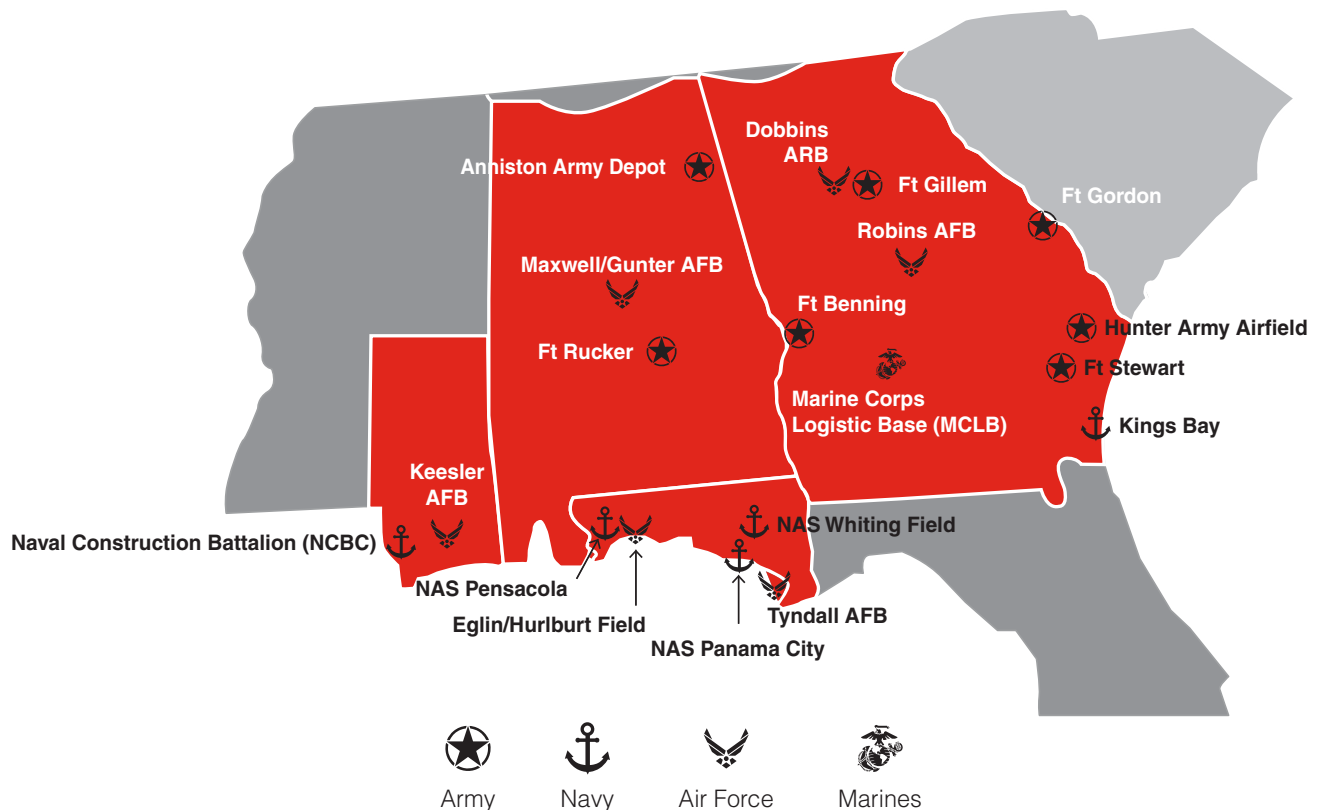 Dobbins
ARB
Anniston Army Depot
Ft Gillem
Ft Gordon
Robins AFB
Maxwell/Gunter AFB
Ft Benning
Hunter Army Airfield
Ft Rucker
Ft Stewart
Marine Corps
Logistic Base (MCLB)
Kings Bay
Keesler
AFB
NAS Whiting Field
Naval Construction Battalion (NCBC)
NAS Pensacola
Tyndall AFB
Eglin/Hurlburt Field
NAS Panama City
Army
Navy
Air Force
Marines